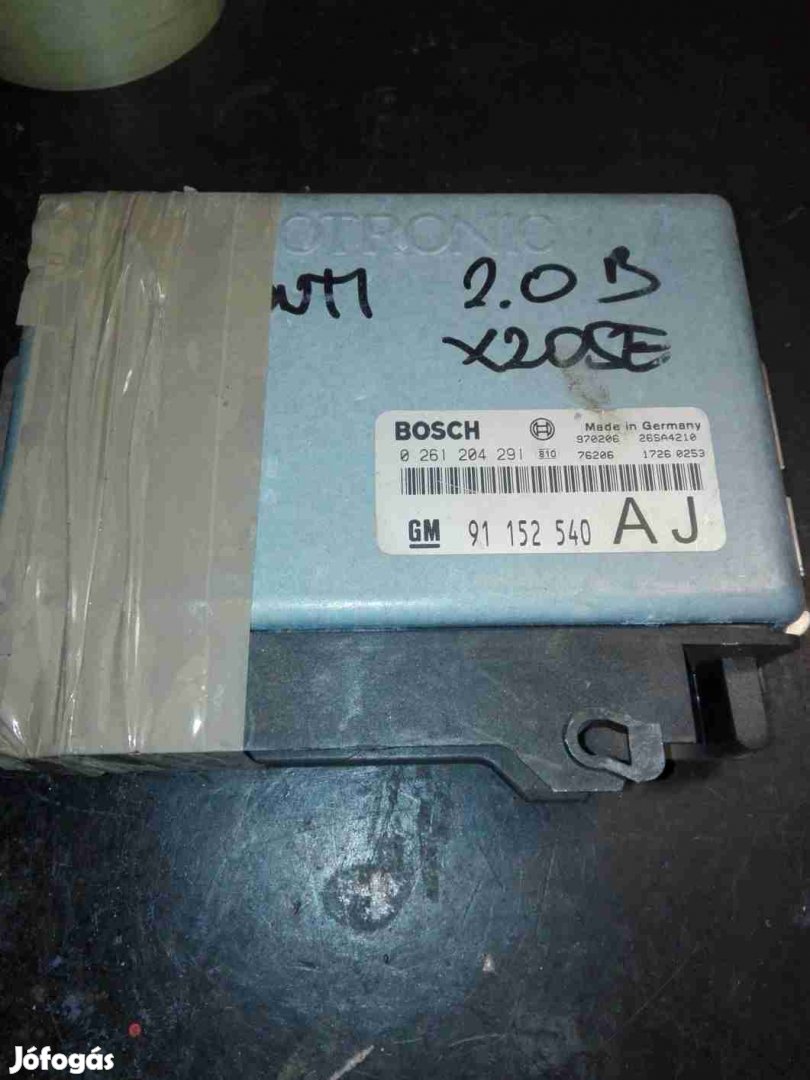 OTRONIC
2.0 B
X20SE
BOSCH Made in Germany
970206 26SA4210
0 261 204 291 810 76206 1726 0253
GM 91 152 540 AJ
Jófogás